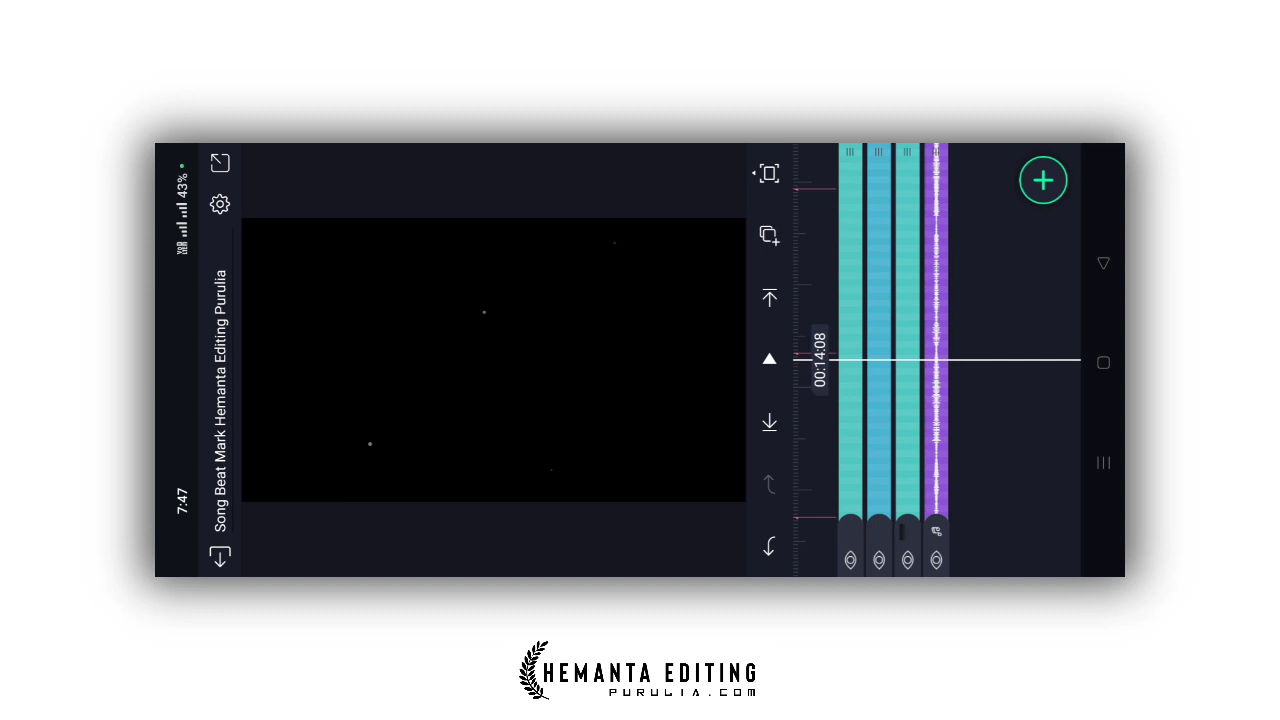 7:47
43%
Song Beat Mark Hemanta Editing Purulia
00:14:08
HEMANTA EDITING
PURULIA.COM